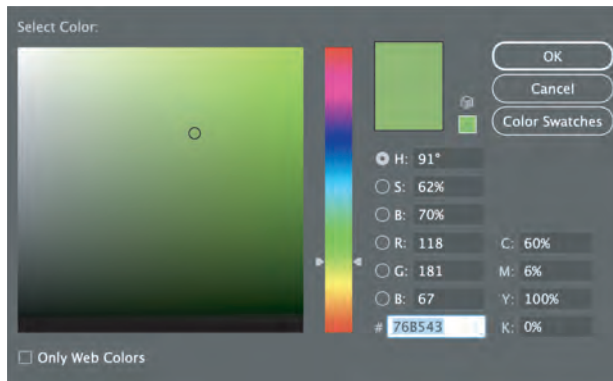 Select Color:
OK
Cancel
Color Swatches
H: 91°
S: 62%
B: 70%
R: 118 C: 60%
G: 181 M: 6%
B: 67 Y: 100%
# 76B543 K: 0%
Only Web Colors